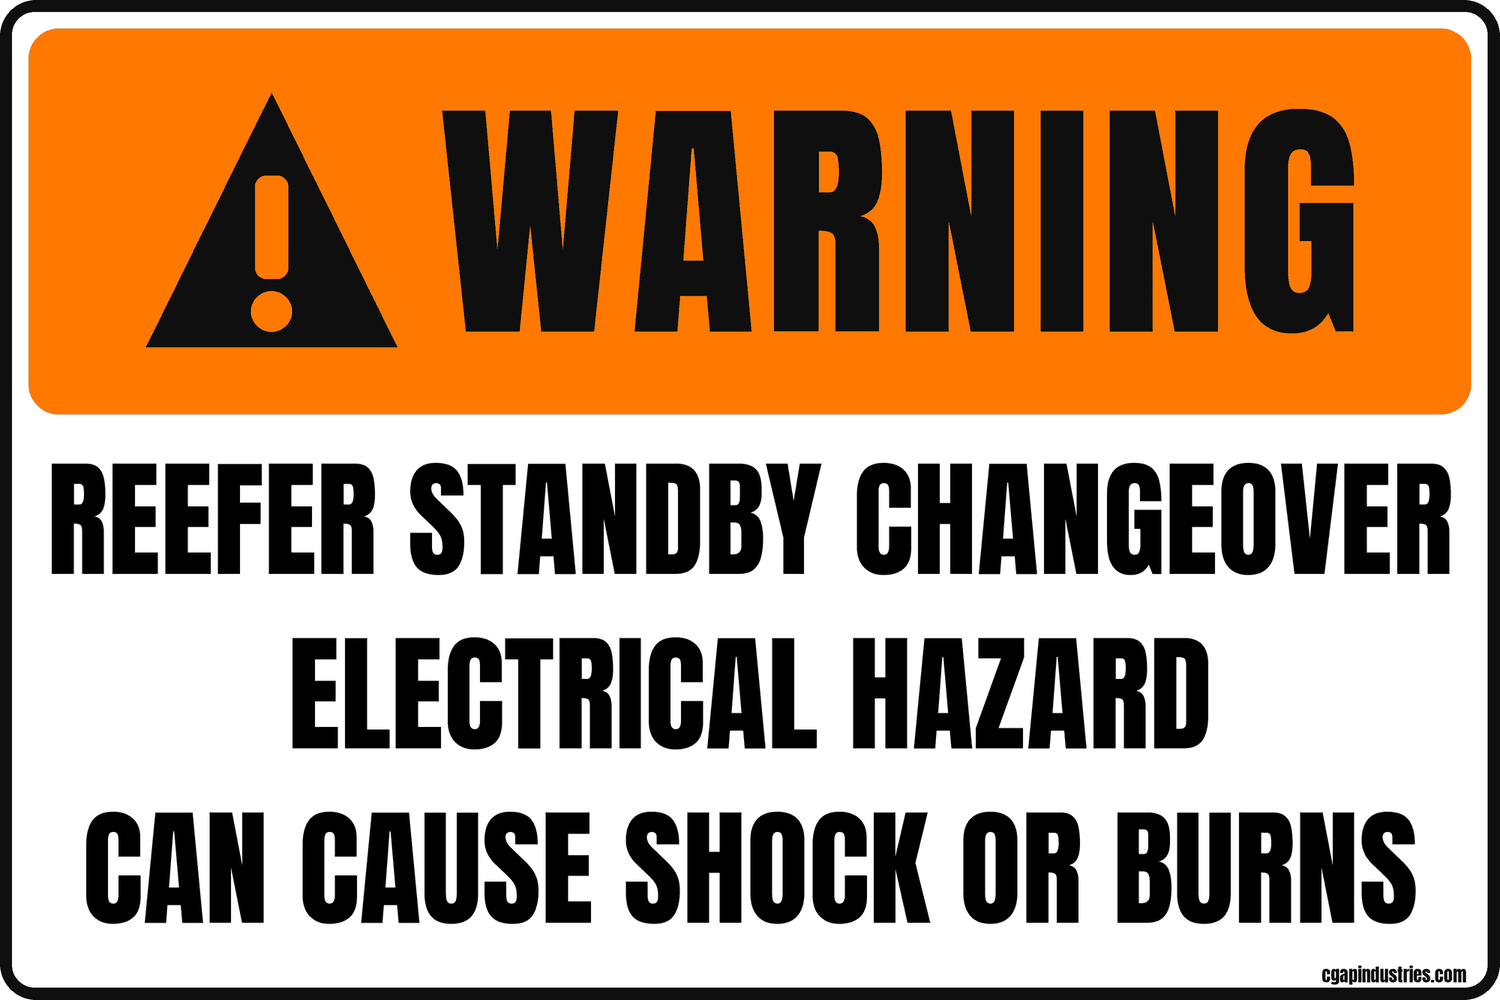 WARNING
REEFER STANDBY CHANGEOVER
ELECTRICAL HAZARD
CAN CAUSE SHOCK OR BURNS
cgapindustries.com